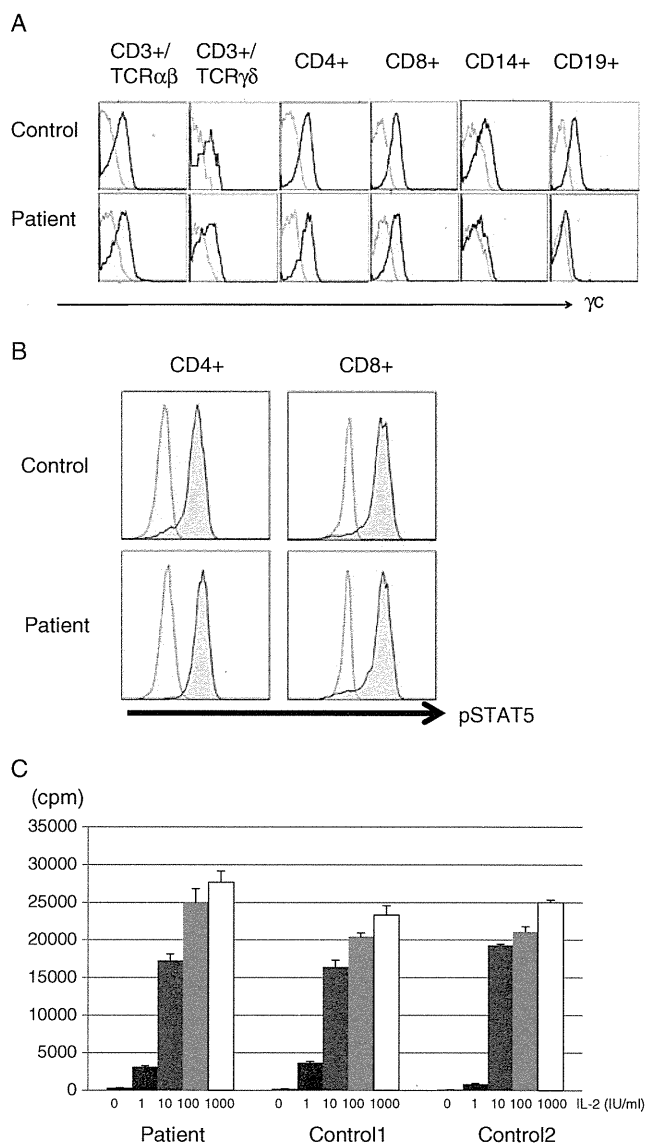 A
CD3+/ CD3+/ CD4+ CD8+ CD14+ CD19+
TCRαβ TCRγδ
Control
Patient
γc
B
CD4+ CD8+
Control
Patient
pSTAT5
C
(cpm)
35000
30000
25000
20000
15000
10000
5000
0
0 1 10 100 1000 0 1 10 100 1000 0 1 10 100 1000 IL-2 (IU/ml)
Patient Control1 Control2